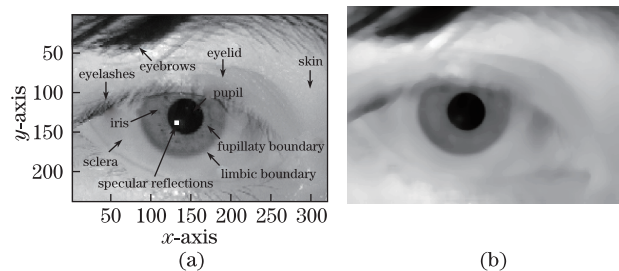 50
100
150
200
y-axis
eyelid
skin
eyebrows
eyelashes
pupil
iris
fupillaty boundary
sclera
specular reflections
limbic boundary
50 100 150 200 250 300
x-axis
(a)
(b)